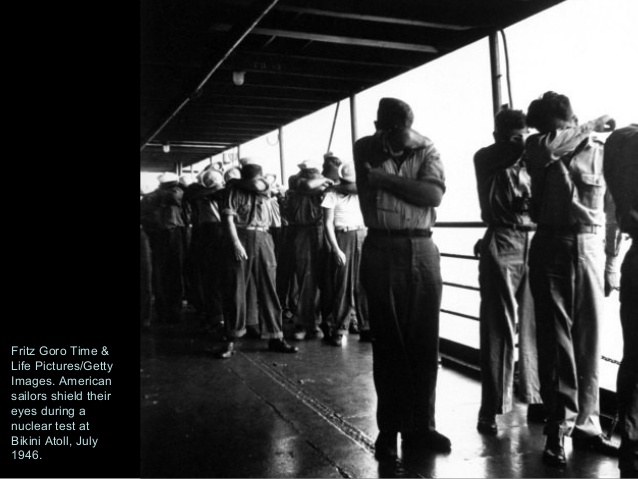 Fritz Goro Time &
Life Pictures/Getty
Images. American
sailors shield their
eyes during a
nuclear test at
Bikini Atoll, July
1946.